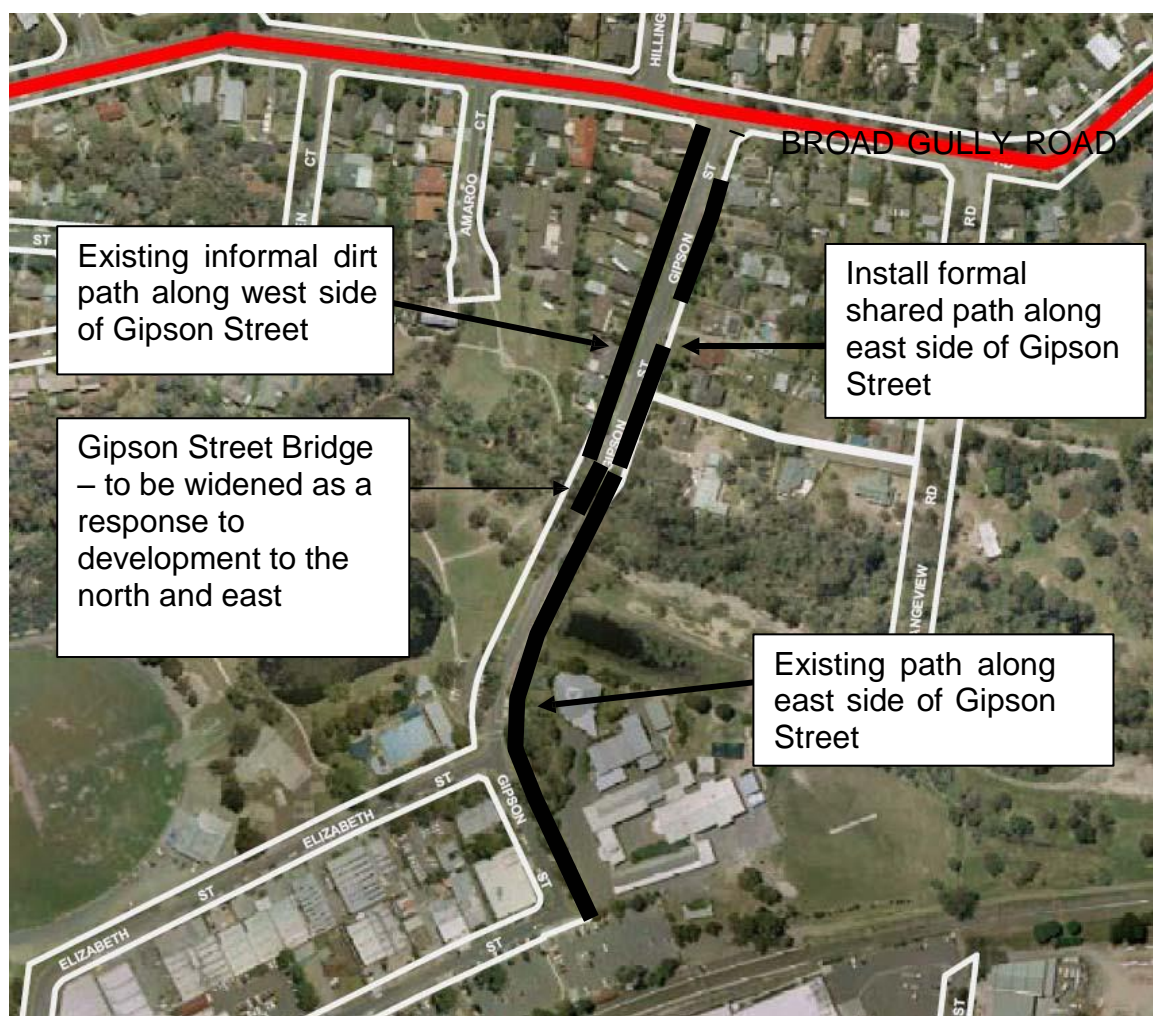 HILLING
BROAD GULLY ROAD
CT
CT
AMAROO
EN
ST
ST
GIPSON
RD
RD
Existing informal dirt
path along west side
of Gipson Street
Install formal
shared path along
east side of Gipson
Street
ST
GIPSON
Gipson Street Bridge
– to be widened as a
response to
development to the
north and east
RD
ANGEVIEW
Existing path along
east side of Gipson
Street
ST
ELIZABETH
GIPSON
ST
ST
ELIZABETH
ST
ST